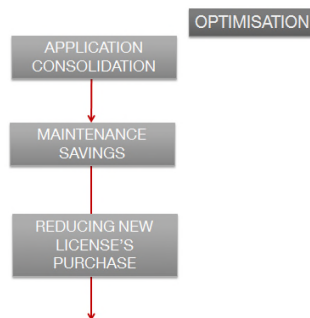 OPTIMISATION
APPLICATION
CONSOLIDATION
MAINTENANCE
SAVINGS
REDUCING NEW
LICENSE'S
PURCHASE